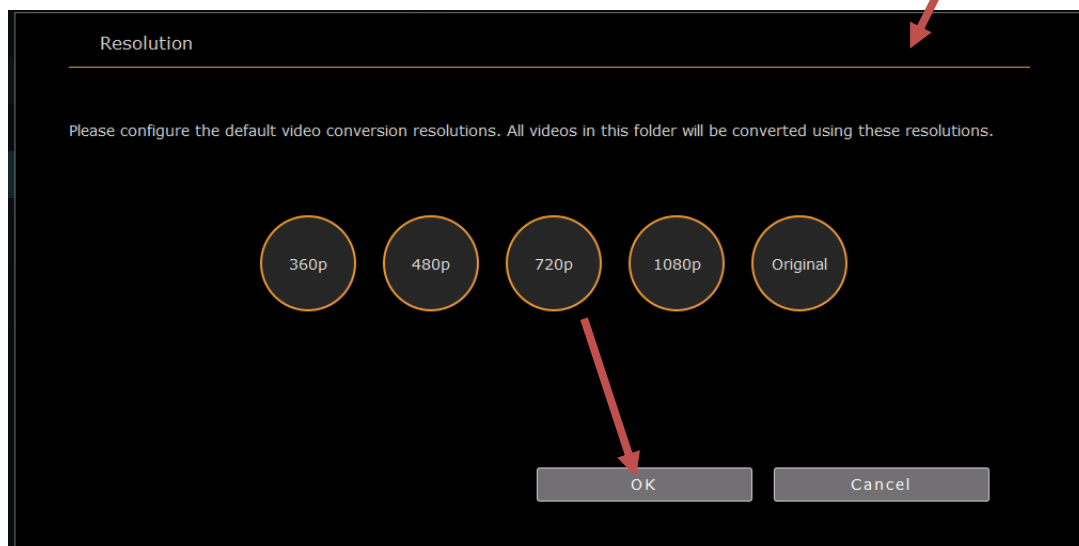 Resolution
Please configure the default video conversion resolutions. All videos in this folder will be converted using these resolutions.
360p 480p 720p 1080p Original
OK Cancel